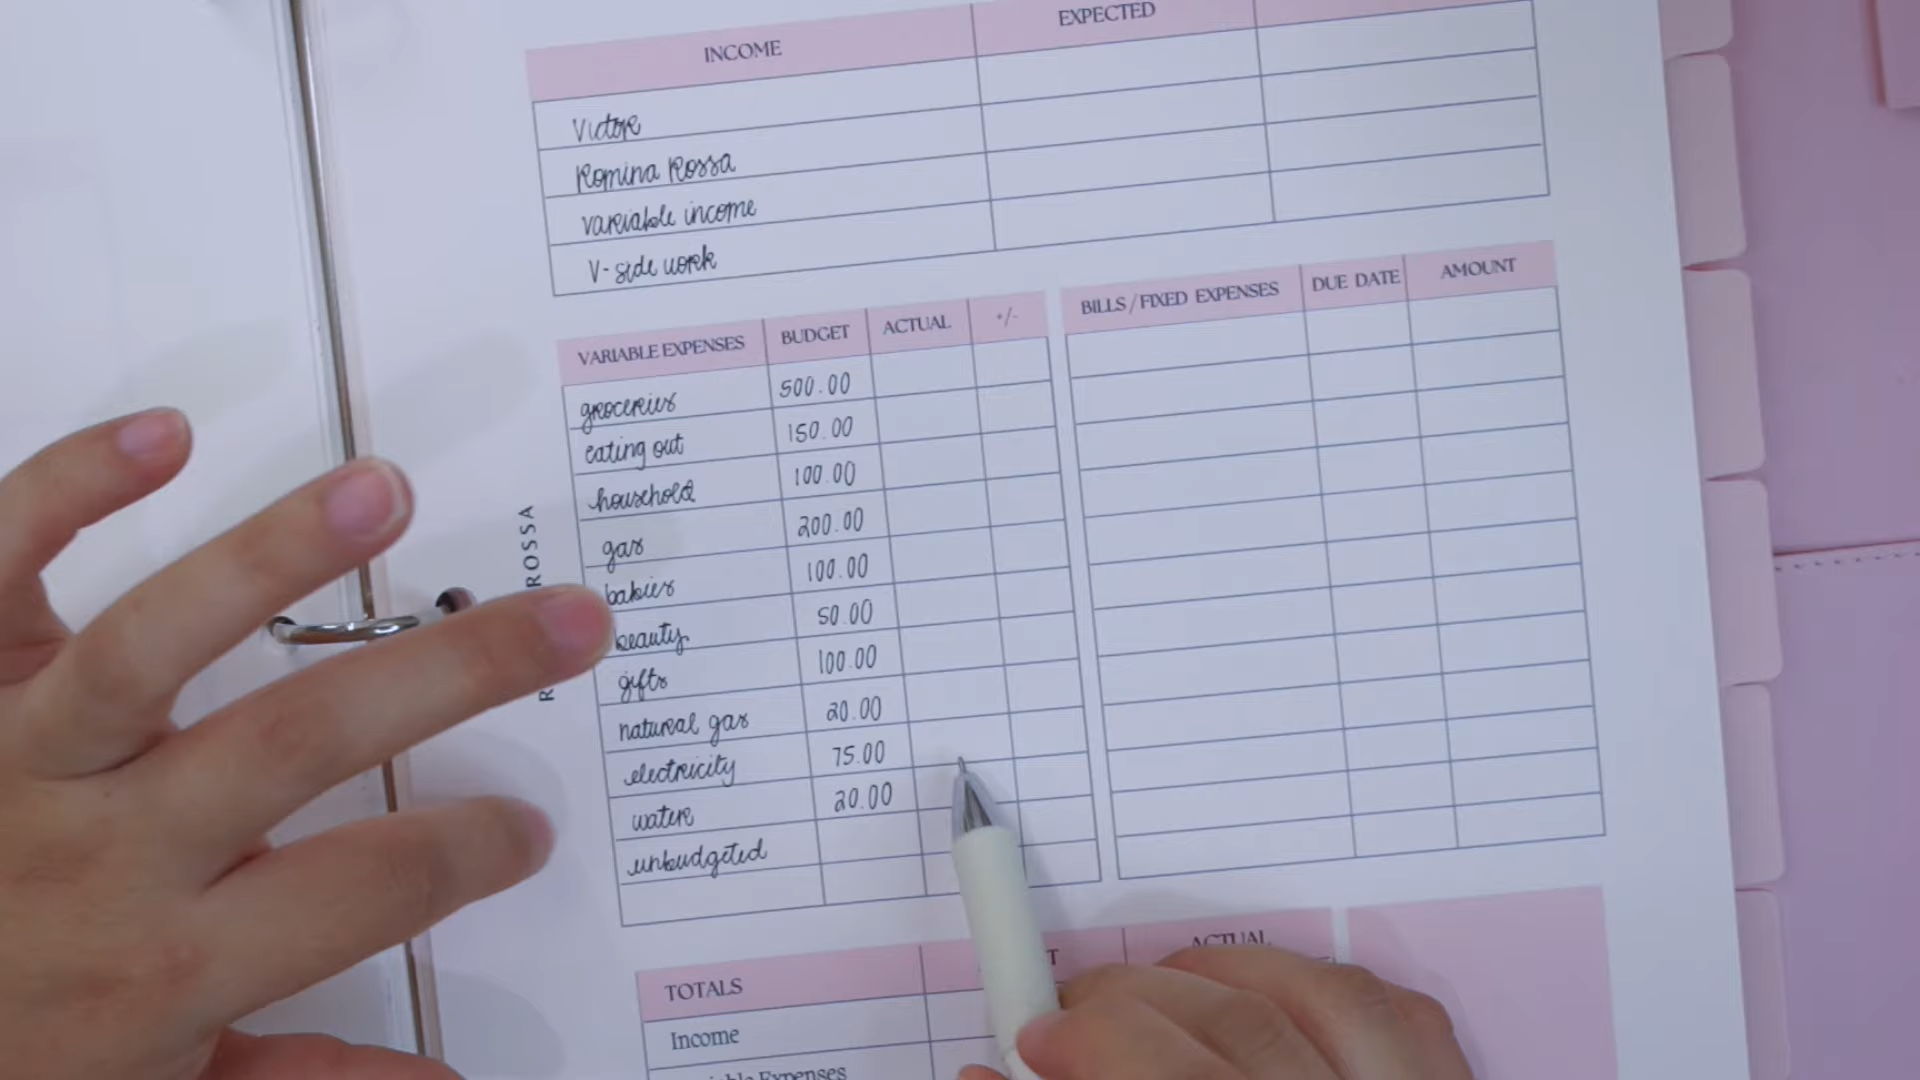 INCOME EXPECTED
Victor
Romina Rossa
variable income
V- side work
VARIABLE EXPENSES BUDGET ACTUAL +/-
groceries 500.00
eating out 150.00
household 100.00
gas 200.00
babies 100.00
beauty 50.00
gifts 100.00
natural gas 20.00
electricity 75.00
water 20.00
unbudgeted
BILLS / FIXED EXPENSES DUE DATE AMOUNT
ROSSA
TOTALS ACTUAL
Income
Expenses